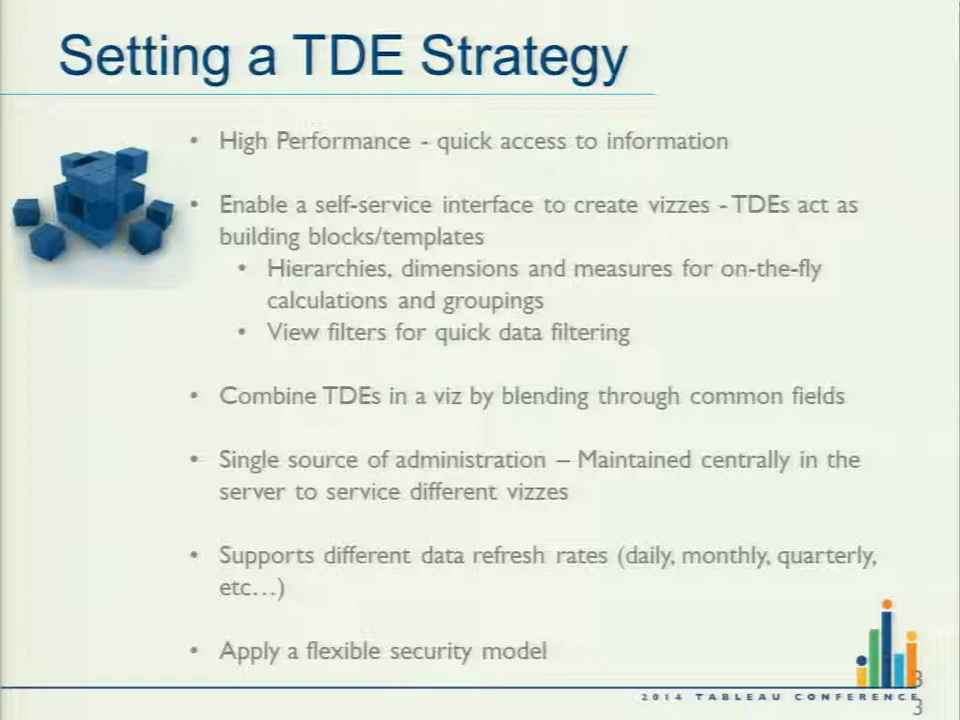 Setting a TDE Strategy
• High Performance - quick access to information
• Enable a self-service interface to create vizzes - TDEs act as
building blocks/templates
• Hierarchies, dimensions and measures for on-the-fly
calculations and groupings
• View filters for quick data filtering
• Combine TDEs in a viz by blending through common fields
• Single source of administration – Maintained centrally in the
server to service different vizzes
• Supports different data refresh rates (daily, monthly, quarterly,
etc…)
• Apply a flexible security model
3
2014 TABLEAU CONFERENCE
3